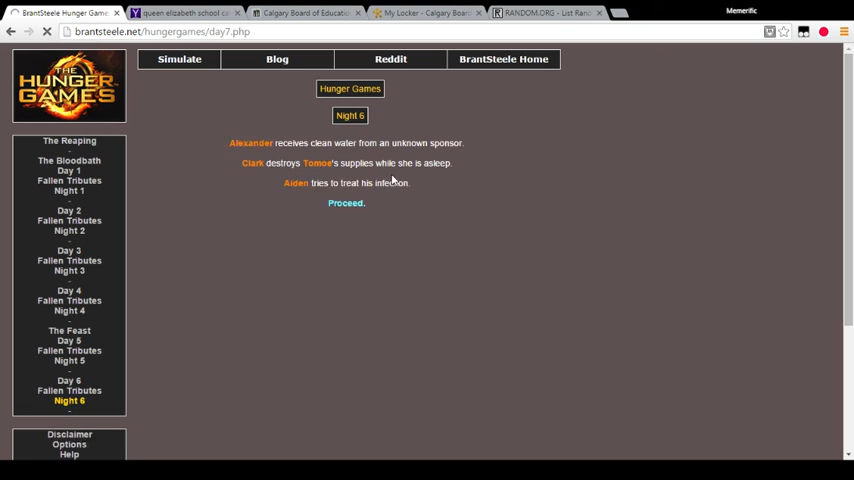 BrantSteele Hunger Game
queen elizabeth school cal
Calgary Board of Education
My Locker - Calgary Board
RANDOM.ORG - List Rand
Memerific
brantsteele.net/hungergames/day7.php
THE HUNGER GAMES
Simulate
Blog
Reddit
BrantSteele Home
Hunger Games
Night 6
Alexander receives clean water from an unknown sponsor.
Clark destroys Tomoe's supplies while she is asleep.
Aiden tries to treat his infection.
Proceed.
The Reaping
-
The Bloodbath
Day 1
Fallen Tributes
Night 1
-
Day 2
Fallen Tributes
Night 2
-
Day 3
Fallen Tributes
Night 3
-
Day 4
Fallen Tributes
Night 4
-
The Feast
Day 5
Fallen Tributes
Night 5
-
Day 6
Fallen Tributes
Night 6
-
Disclaimer
Options
Help